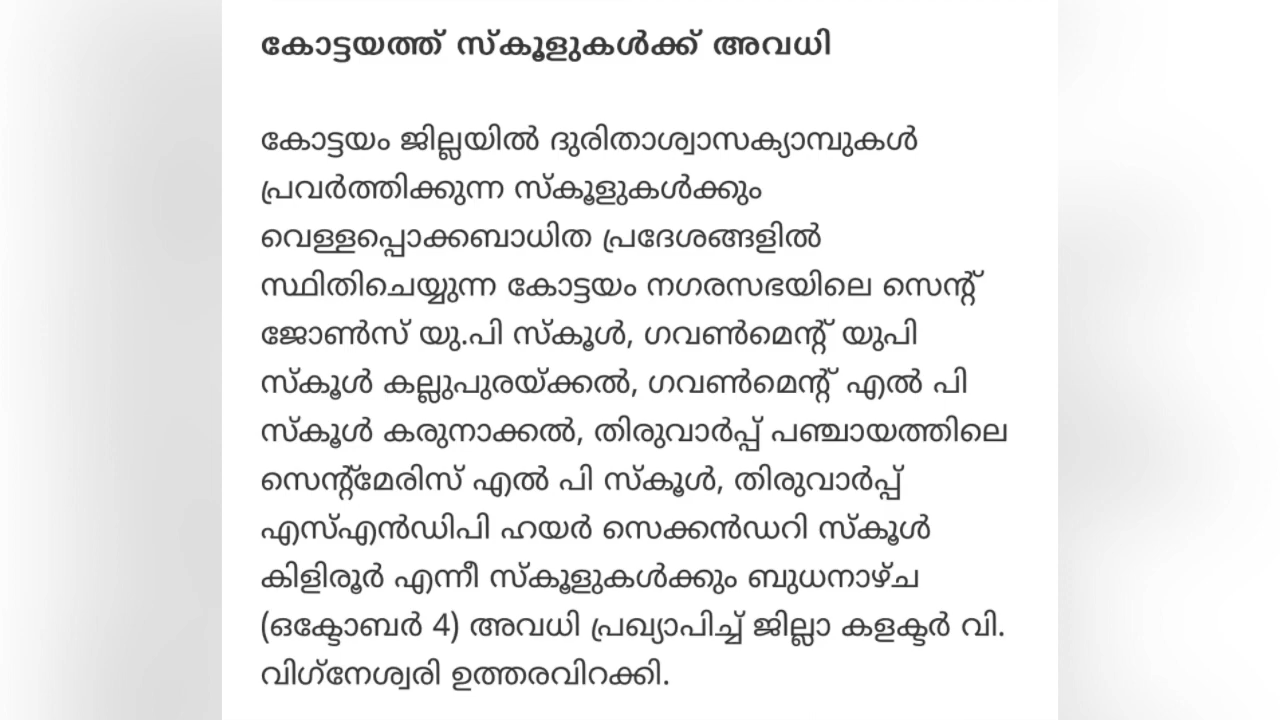 കോട്ടയത്ത് സ്കൂളുകൾക്ക് അവധി
കോട്ടയം ജില്ലയിൽ ദുരിതാശ്വാസക്യാമ്പുകൾ
പ്രവർത്തിക്കുന്ന സ്കൂളുകൾക്കും
വെള്ളപ്പൊക്കബാധിത പ്രദേശങ്ങളിൽ
സ്ഥിതിചെയ്യുന്ന കോട്ടയം നഗരസഭയിലെ സെന്റ്
ജോൺസ് യു.പി സ്കൂൾ, ഗവൺമെന്റ് യുപി
സ്കൂൾ കല്ലുപുരയ്ക്കൽ, ഗവൺമെന്റ് എൽ പി
സ്കൂൾ കരുനാക്കൽ, തിരുവാർപ്പ് പഞ്ചായത്തിലെ
സെന്റ്മേരിസ് എൽ പി സ്കൂൾ, തിരുവാർപ്പ്
എസ്എൻഡിപി ഹയർ സെക്കൻഡറി സ്കൂൾ
കിളിരൂർ എന്നീ സ്കൂളുകൾക്കും ബുധനാഴ്ച
(ഒക്ടോബർ 4) അവധി പ്രഖ്യാപിച്ച് ജില്ലാ കളക്ടർ വി.
വിഗ്നേശ്വരി ഉത്തരവിറക്കി.